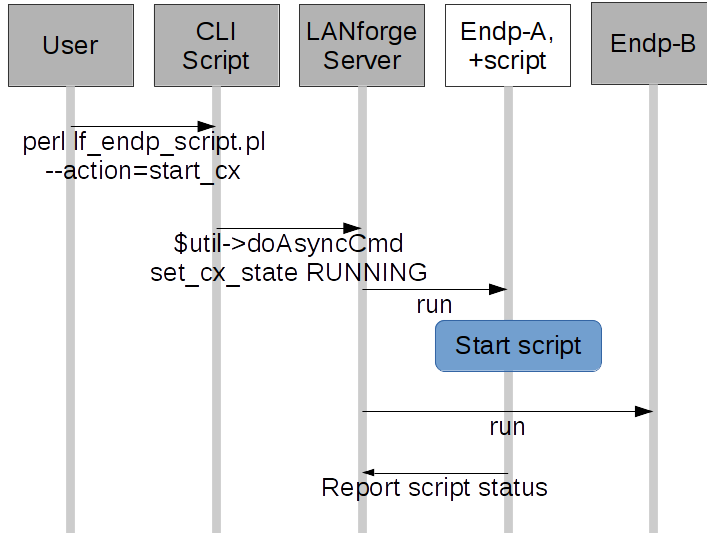 User
CLI
Script
LANforge
Server
Endp-A,
+script
Endp-B
perl lf_endp_script.pl
--action=start_cx
$util->doAsyncCmd
set_cx_state RUNNING
run
Start script
run
Report script status